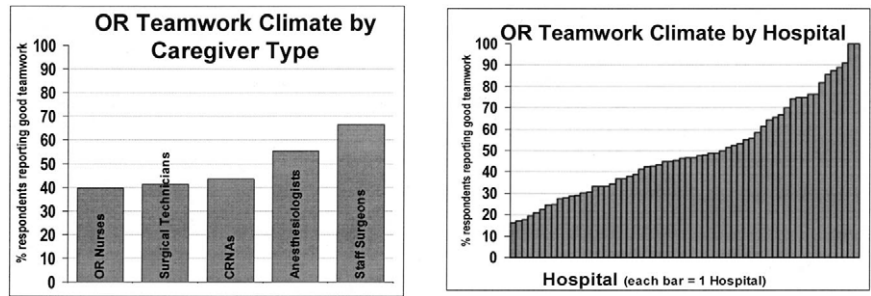 OR Teamwork Climate by
Caregiver Type
% respondents reporting good teamwork
100
90
80
70
60
50
40
30
20
10
0
OR Nurses
Surgical Technicians
CRNAs
Anesthesiologists
Staff Surgeons
OR Teamwork Climate by Hospital
% respondents reporting good teamwork
100
90
80
70
60
50
40
30
20
10
0
Hospital (each bar = 1 Hospital)